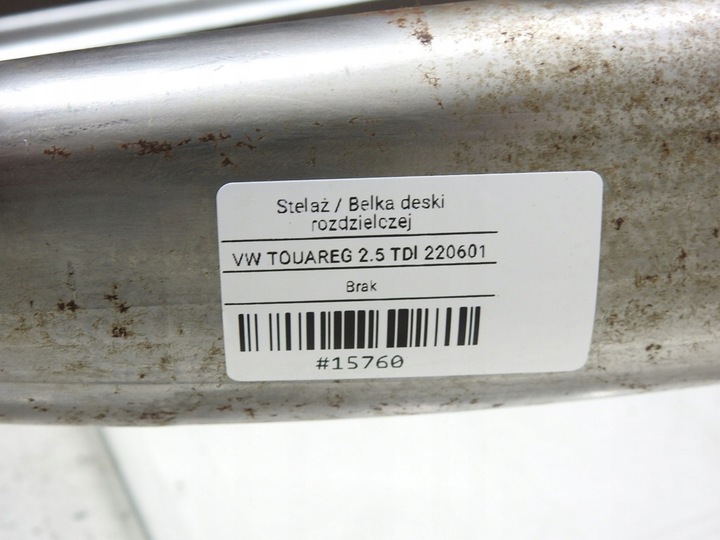 Stelaż / Belka deski
rozdzielczej
VW TOUAREG 2.5 TDI 220601
Brak
#15760